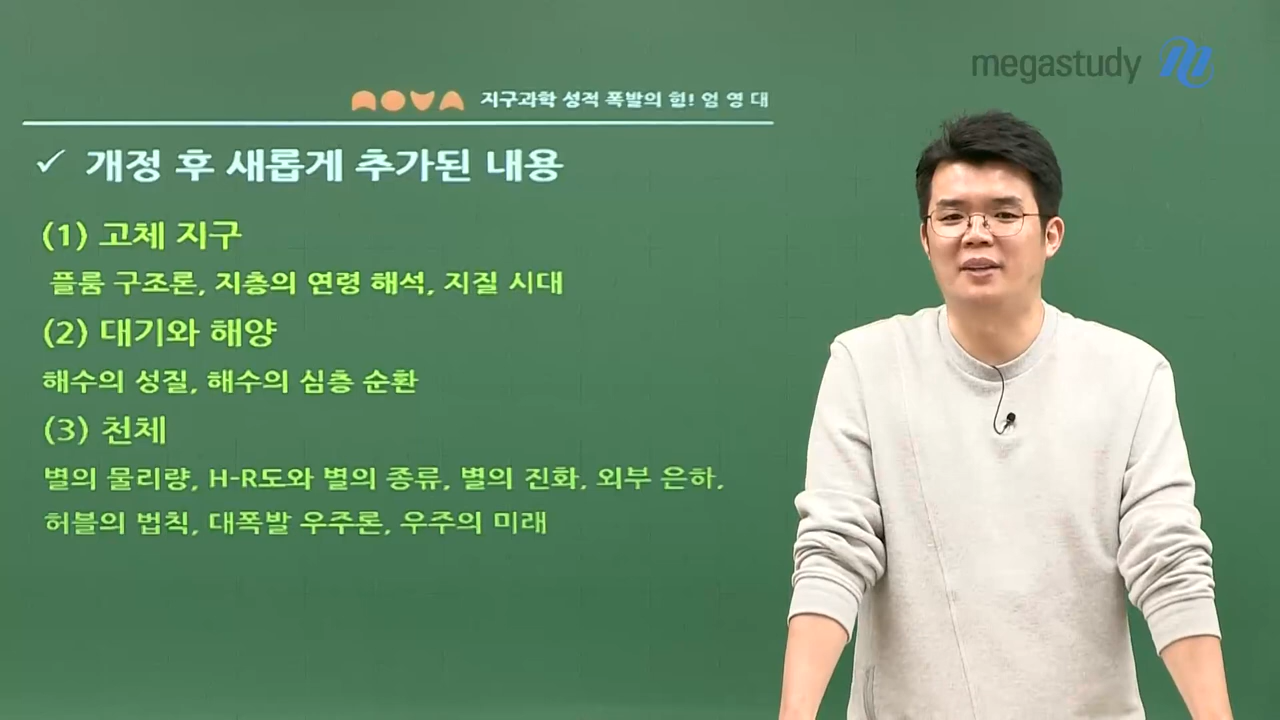 megastudy
NOVA 지구과학 성적 폭발의 힘! 엄영대
✓ 개정 후 새롭게 추가된 내용
(1) 고체 지구
플룸 구조론, 지층의 연령 해석, 지질 시대
(2) 대기와 해양
해수의 성질, 해수의 심층 순환
(3) 천체
별의 물리량, H-R도와 별의 종류, 별의 진화, 외부 은하,
허블의 법칙, 대폭발 우주론, 우주의 미래